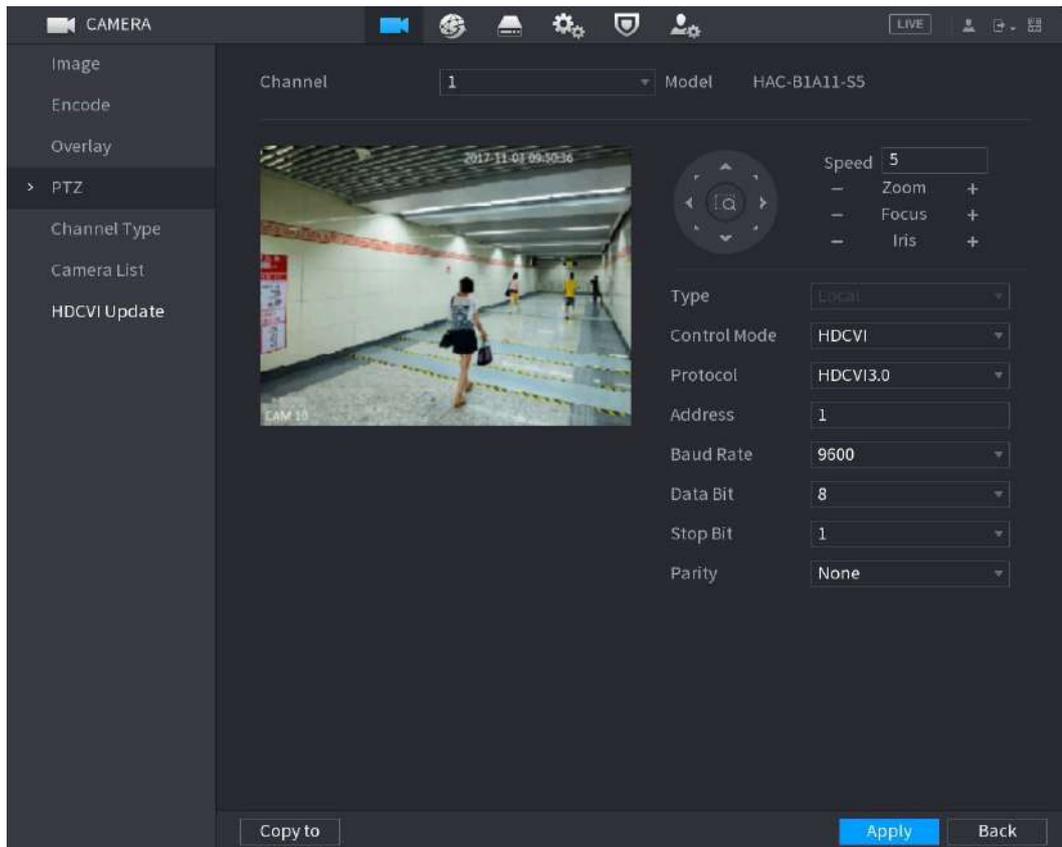 CAMERA
LIVE
Image
Encode
Overlay
PTZ
Channel Type
Camera List
HDCVI Update
Channel 1 Model HAC-B1A11-S5
2017-11-03 09:50:36
CAM 10
Speed 5
− Zoom +
− Focus +
− Iris +
Type Local
Control Mode HDCVI
Protocol HDCVI3.0
Address 1
Baud Rate 9600
Data Bit 8
Stop Bit 1
Parity None
Copy to Apply Back